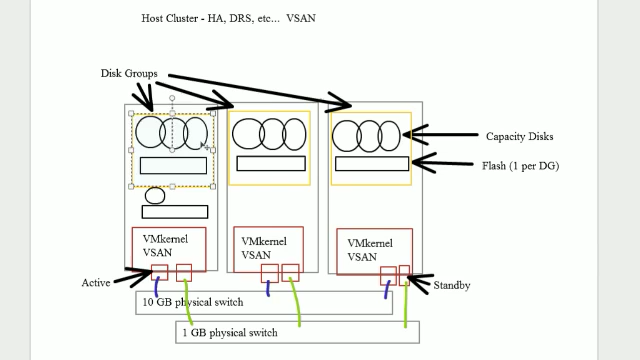 Host Cluster - HA, DRS, etc... VSAN
Disk Groups
Capacity Disks
Flash (1 per DG)
VMkernel
VSAN
VMkernel
VSAN
VMkernel
VSAN
Active
Standby
10 GB physical switch
1 GB physical switch